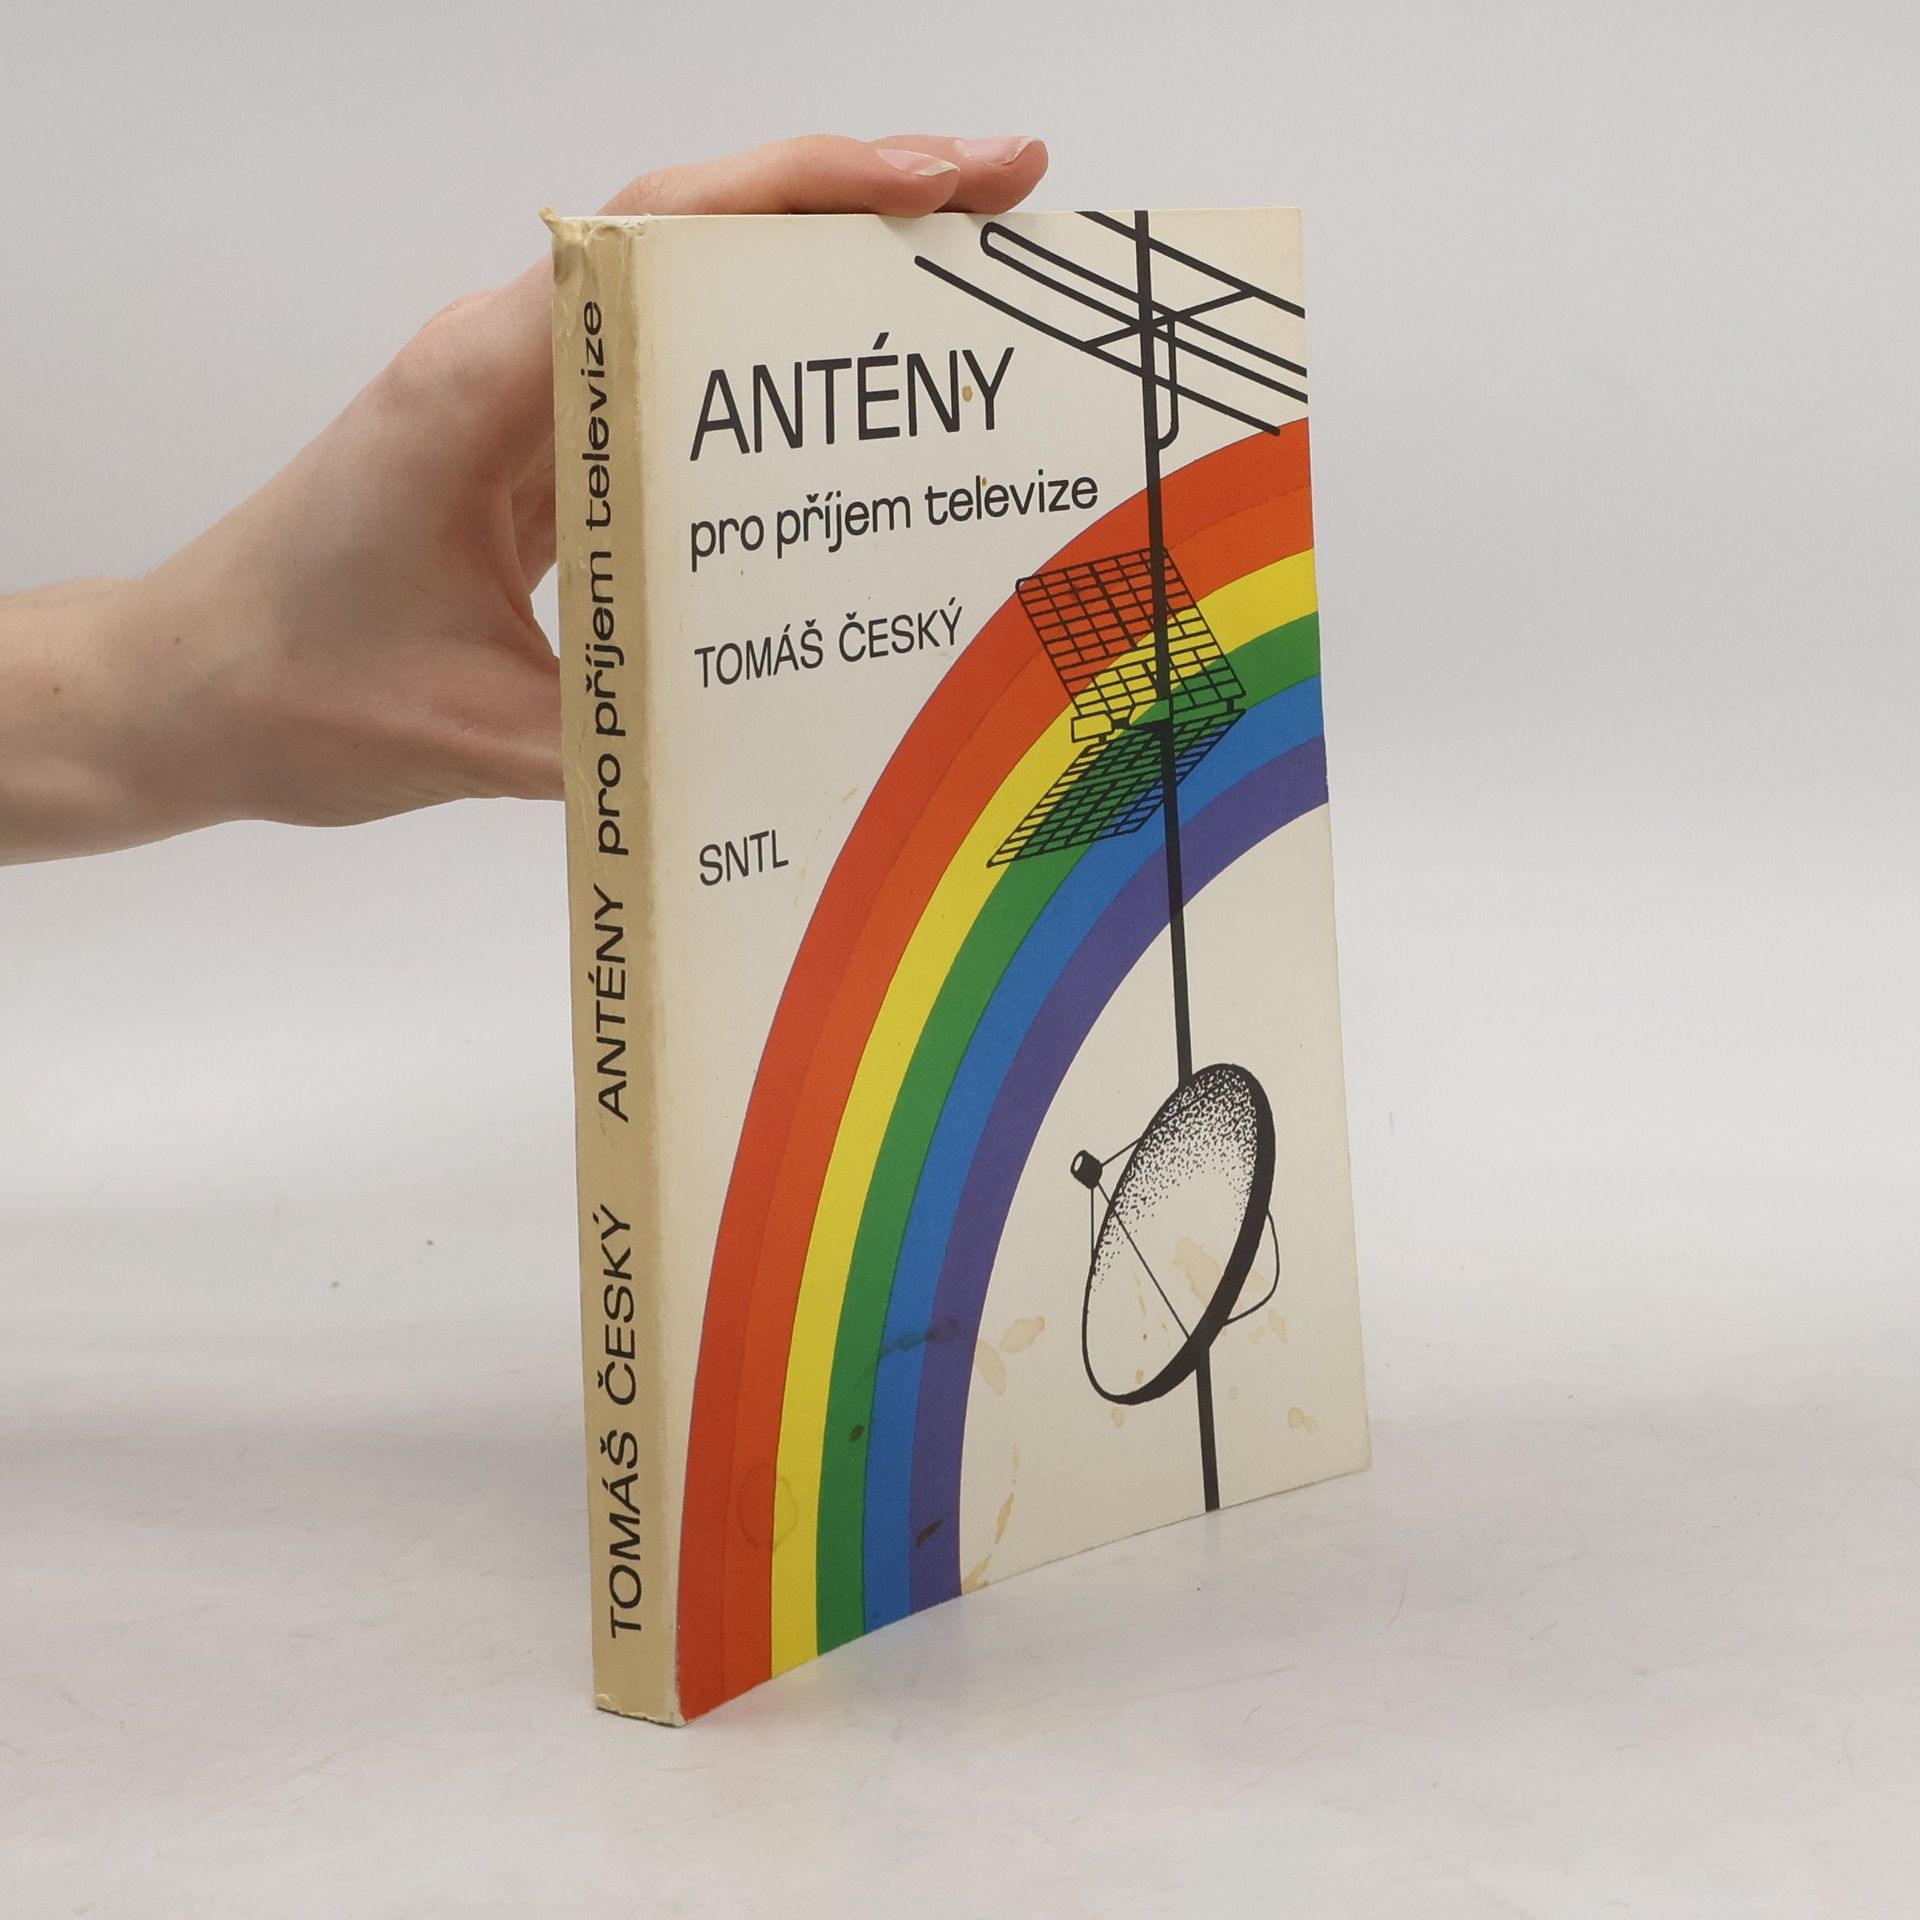 ANTÉNY
pro příjem televize
TOMÁŠ ČESKÝ
SNTL
TOMÁŠ ČESKÝ ANTÉNY pro příjem televize